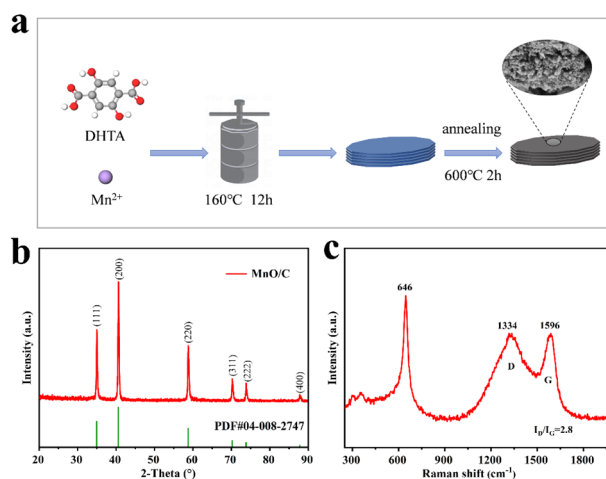 a
DHTA
Mn²⁺
160℃ 12h
annealing
600℃ 2h
b
MnO/C
(111)
(200)
(220)
(311)
(222)
(400)
PDF#04-008-2747
Intensity (a.u.)
20 30 40 50 60 70 80 90
2-Theta (°)
c
646
1334
1596
D
G
I_D/I_G=2.8
Intensity (a.u.)
300 600 900 1200 1500 1800
Raman shift (cm⁻¹)